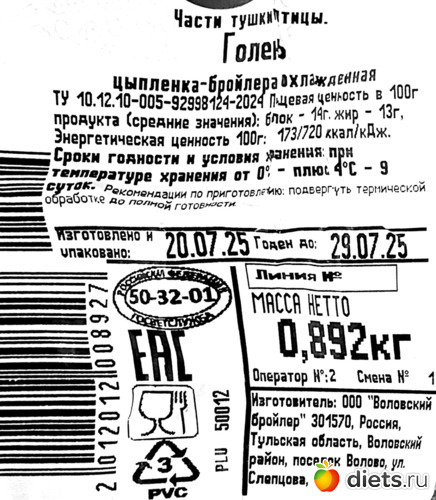 Части тушки птицы.
Голень
цыпленка-бройлера охлажденная
ТУ 10.12.10-005-92998124-2024 Пищевая ценность в 100г
продукта (средние значения): белок - 14г. жир - 13г,
Энергетическая ценность 100г: 173/720 ккал/кДж.
Сроки годности и условия хранения: при
температуре хранения от 0° - плюс 4°С - 9
суток. Рекомендации по приготовлению: подвергуть термической
обработке до полной готовности.
Изготовлено и
упаковано: 20.07.25 Годен до: 29.07.25
РОССИЙСКАЯ ФЕДЕРАЦИЯ
50-32-01
ГОСВЕТСЛУЖБА
Линия №
МАССА НЕТТО
0,892кг
Оператор №:2 Смена № 1
EAC
Изготовитель: ООО "Воловский
бройлер" 301570, Россия,
Тульская область, Воловский
район, поселок Волово, ул
Слепцова,
2012012008927
PLU 50012
3
PVC
diets.ru